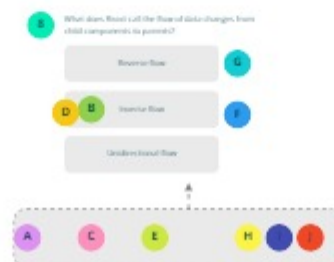 8
What does React call the flow of data changes from
child components to parents?
Reverse flow
G
D
B
Inverse flow
F
Unidirectional flow
A C E H I J